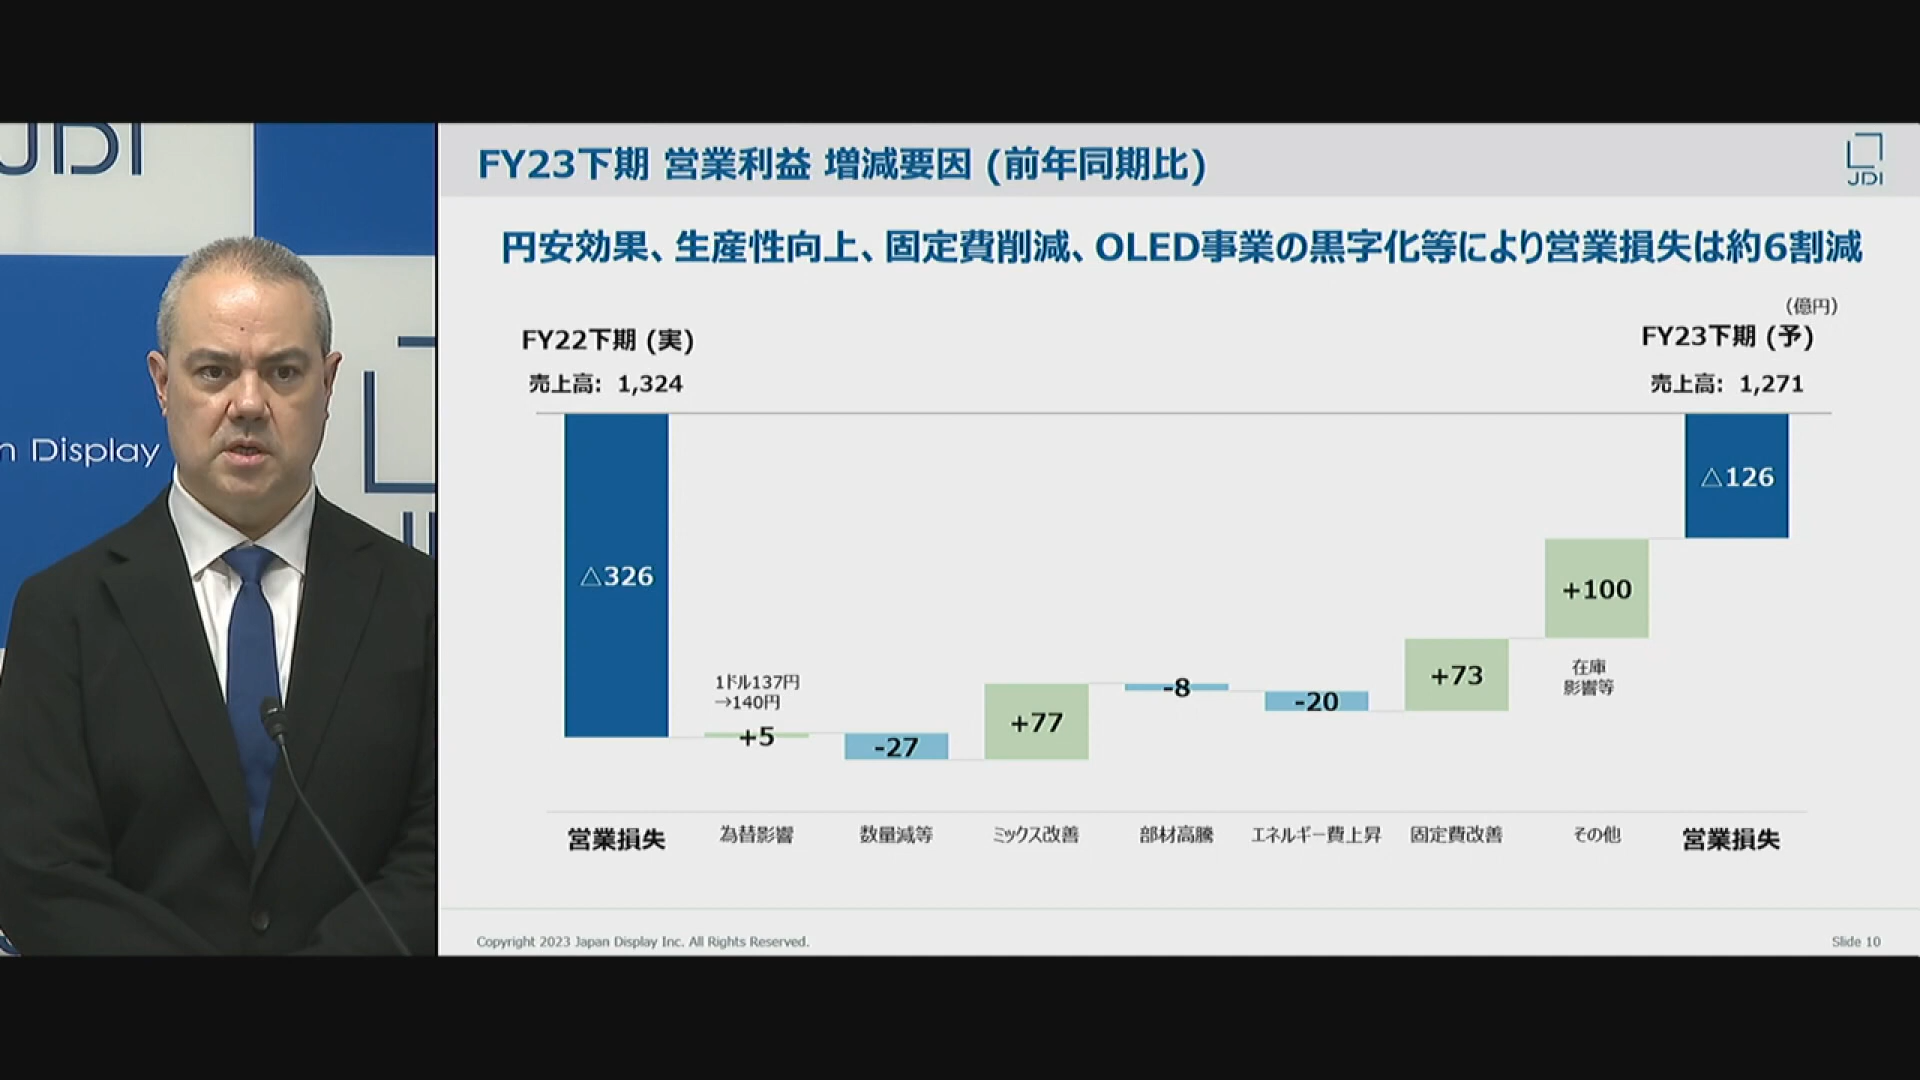 JDI
n Display
FY23下期 営業利益 増減要因 (前年同期比)
JDI
円安効果、生産性向上、固定費削減、OLED事業の黒字化等により営業損失は約6割減
(億円)
FY22下期 (実)
FY23下期 (予)
売上高: 1,324
売上高: 1,271
△326
1ドル137円
→140円
+5
-27
+77
-8
-20
+73
+100
在庫
影響等
△126
営業損失
為替影響
数量減等
ミックス改善
部材高騰
エネルギー費上昇
固定費改善
その他
営業損失
Copyright 2023 Japan Display Inc. All Rights Reserved.
Slide 10